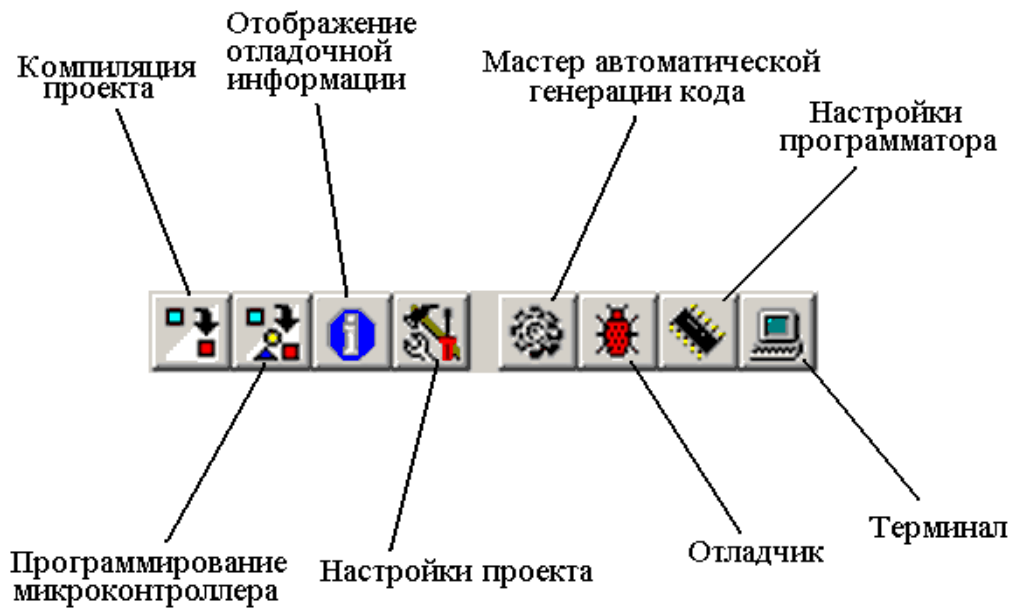 Компиляция
проекта
Отображение
отладочной
информации
Мастер автоматической
генерации кода
Настройки
программатора
Программирование
микроконтроллера
Настройки проекта
Отладчик
Терминал